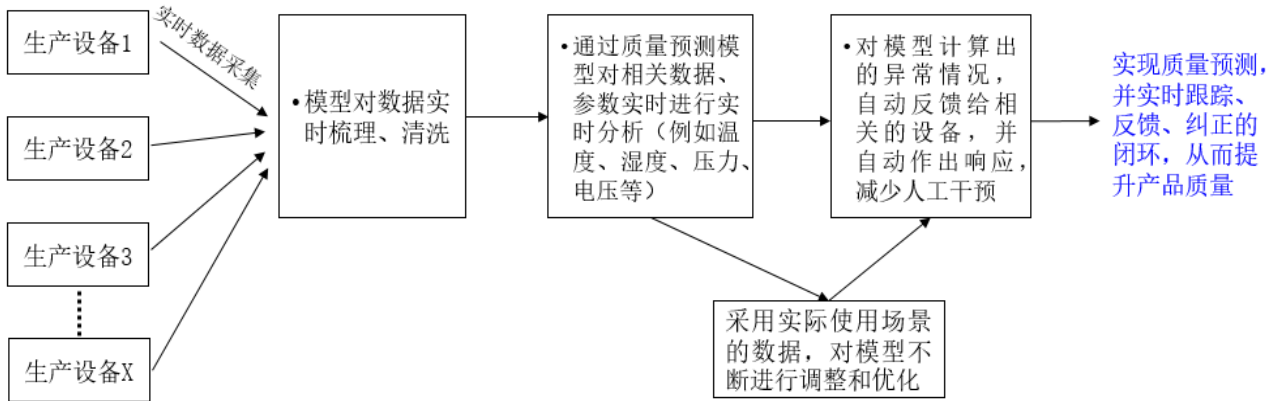 生产设备1
实时数据采集
生产设备2
生产设备3
生产设备X
•模型对数据实
时梳理、清洗
•通过质量预测模
型对相关数据、
参数实时进行实
时分析（例如温
度、湿度、压力、
电压等）
•对模型计算出
的异常情况，
自动反馈给相
关的设备，并
自动作出响应，
减少人工干预
采用实际使用场景
的数据，对模型不
断进行调整和优化
实现质量预测，
并实时跟踪、
反馈、纠正的
闭环，从而提
升产品质量